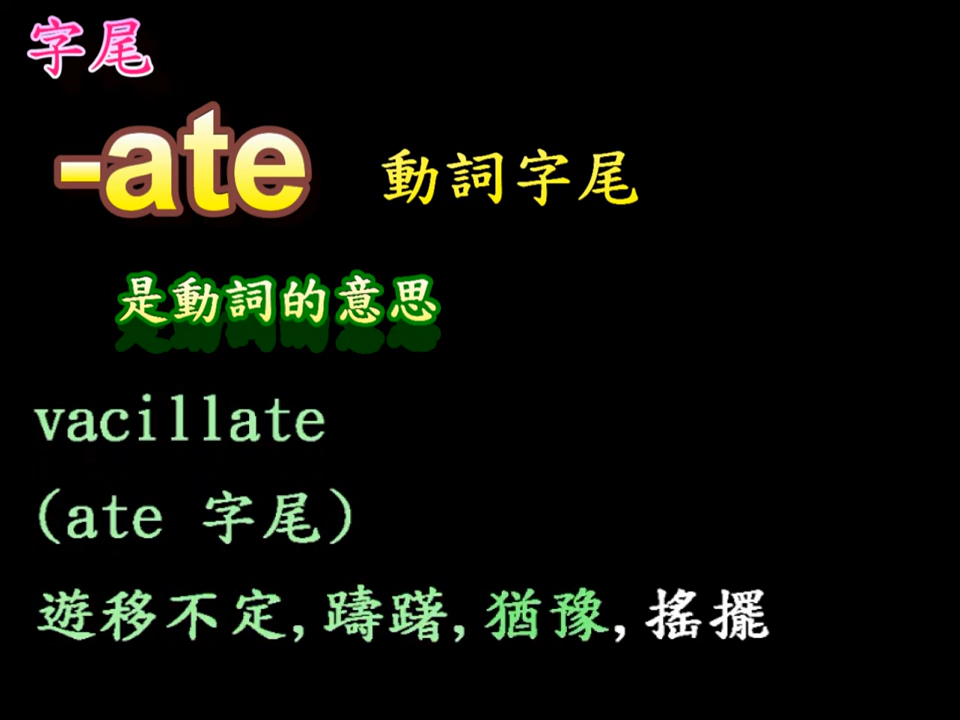 字尾
-ate 動詞字尾
是動詞的意思
vacillate
(ate 字尾)
遊移不定,躊躇,猶豫,搖擺